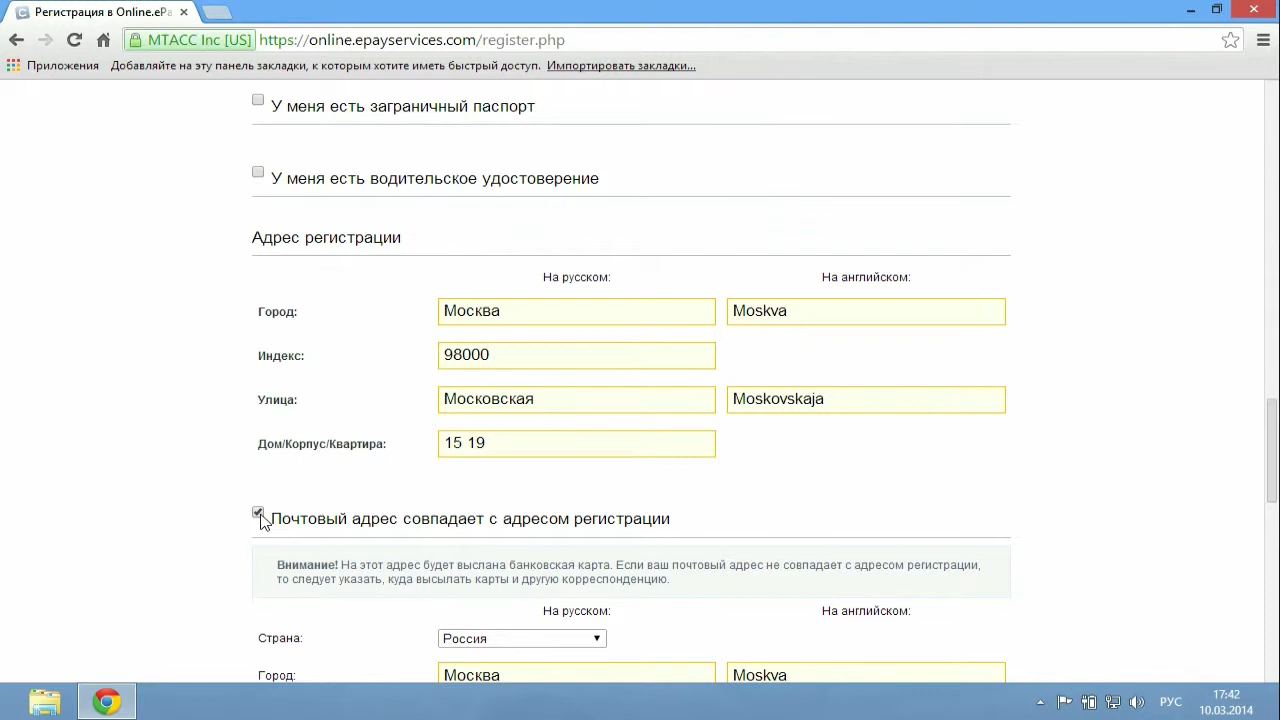 Регистрация в Online.ePa
MTACC Inc [US] https://online.epayservices.com/register.php
Приложения Добавляйте на эту панель закладки, к которым хотите иметь быстрый доступ. Импортировать закладки...
У меня есть заграничный паспорт
У меня есть водительское удостоверение
Адрес регистрации
На русском: На английском:
Город: Москва Moskva
Индекс: 98000
Улица: Московская Moskovskaja
Дом/Корпус/Квартира: 15 19
Почтовый адрес совпадает с адресом регистрации
Внимание! На этот адрес будет выслана банковская карта. Если ваш почтовый адрес не совпадает с адресом регистрации,
то следует указать, куда высылать карты и другую корреспонденцию.
На русском: На английском:
Страна: Россия
Город: Москва Moskva
РУС 17:42
10.03.2014